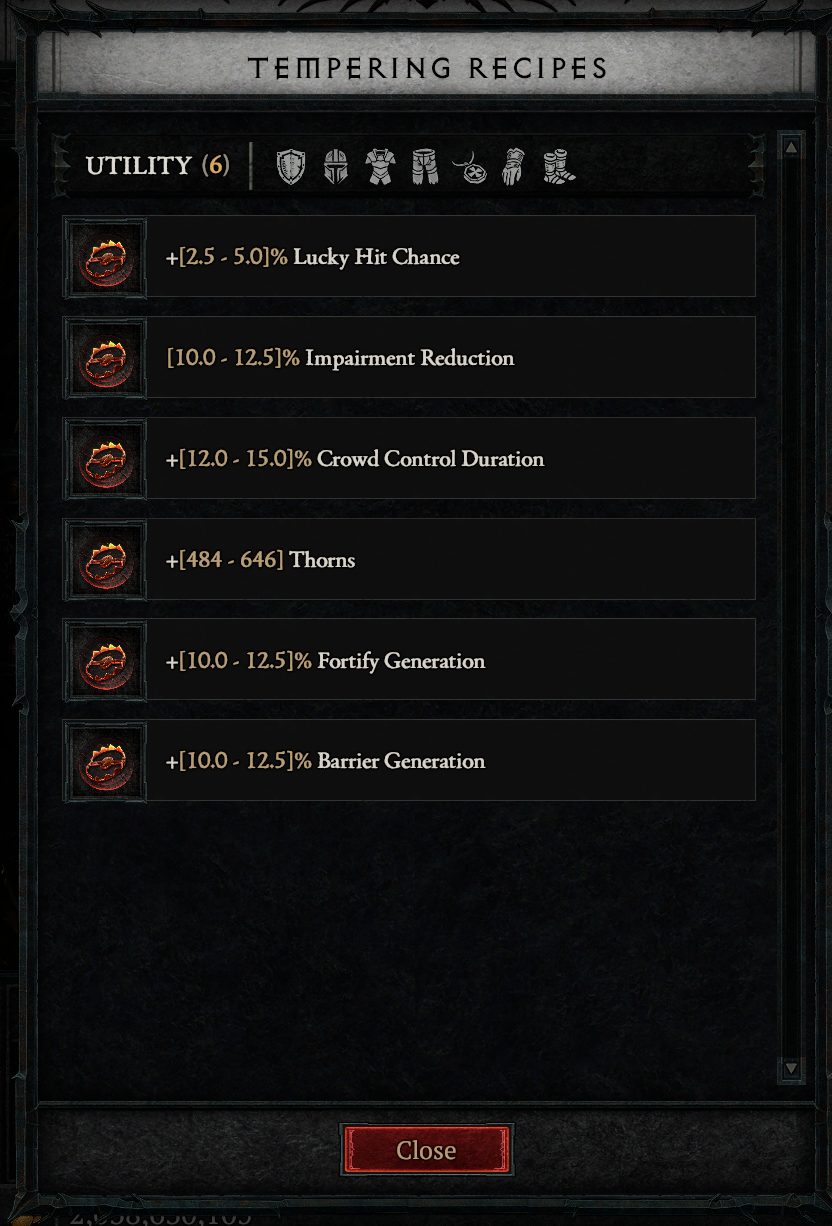 TEMPERING RECIPES
UTILITY (6)
+[2.5 - 5.0]% Lucky Hit Chance
[10.0 - 12.5]% Impairment Reduction
+[12.0 - 15.0]% Crowd Control Duration
+[484 - 646] Thorns
+[10.0 - 12.5]% Fortify Generation
+[10.0 - 12.5]% Barrier Generation
Close